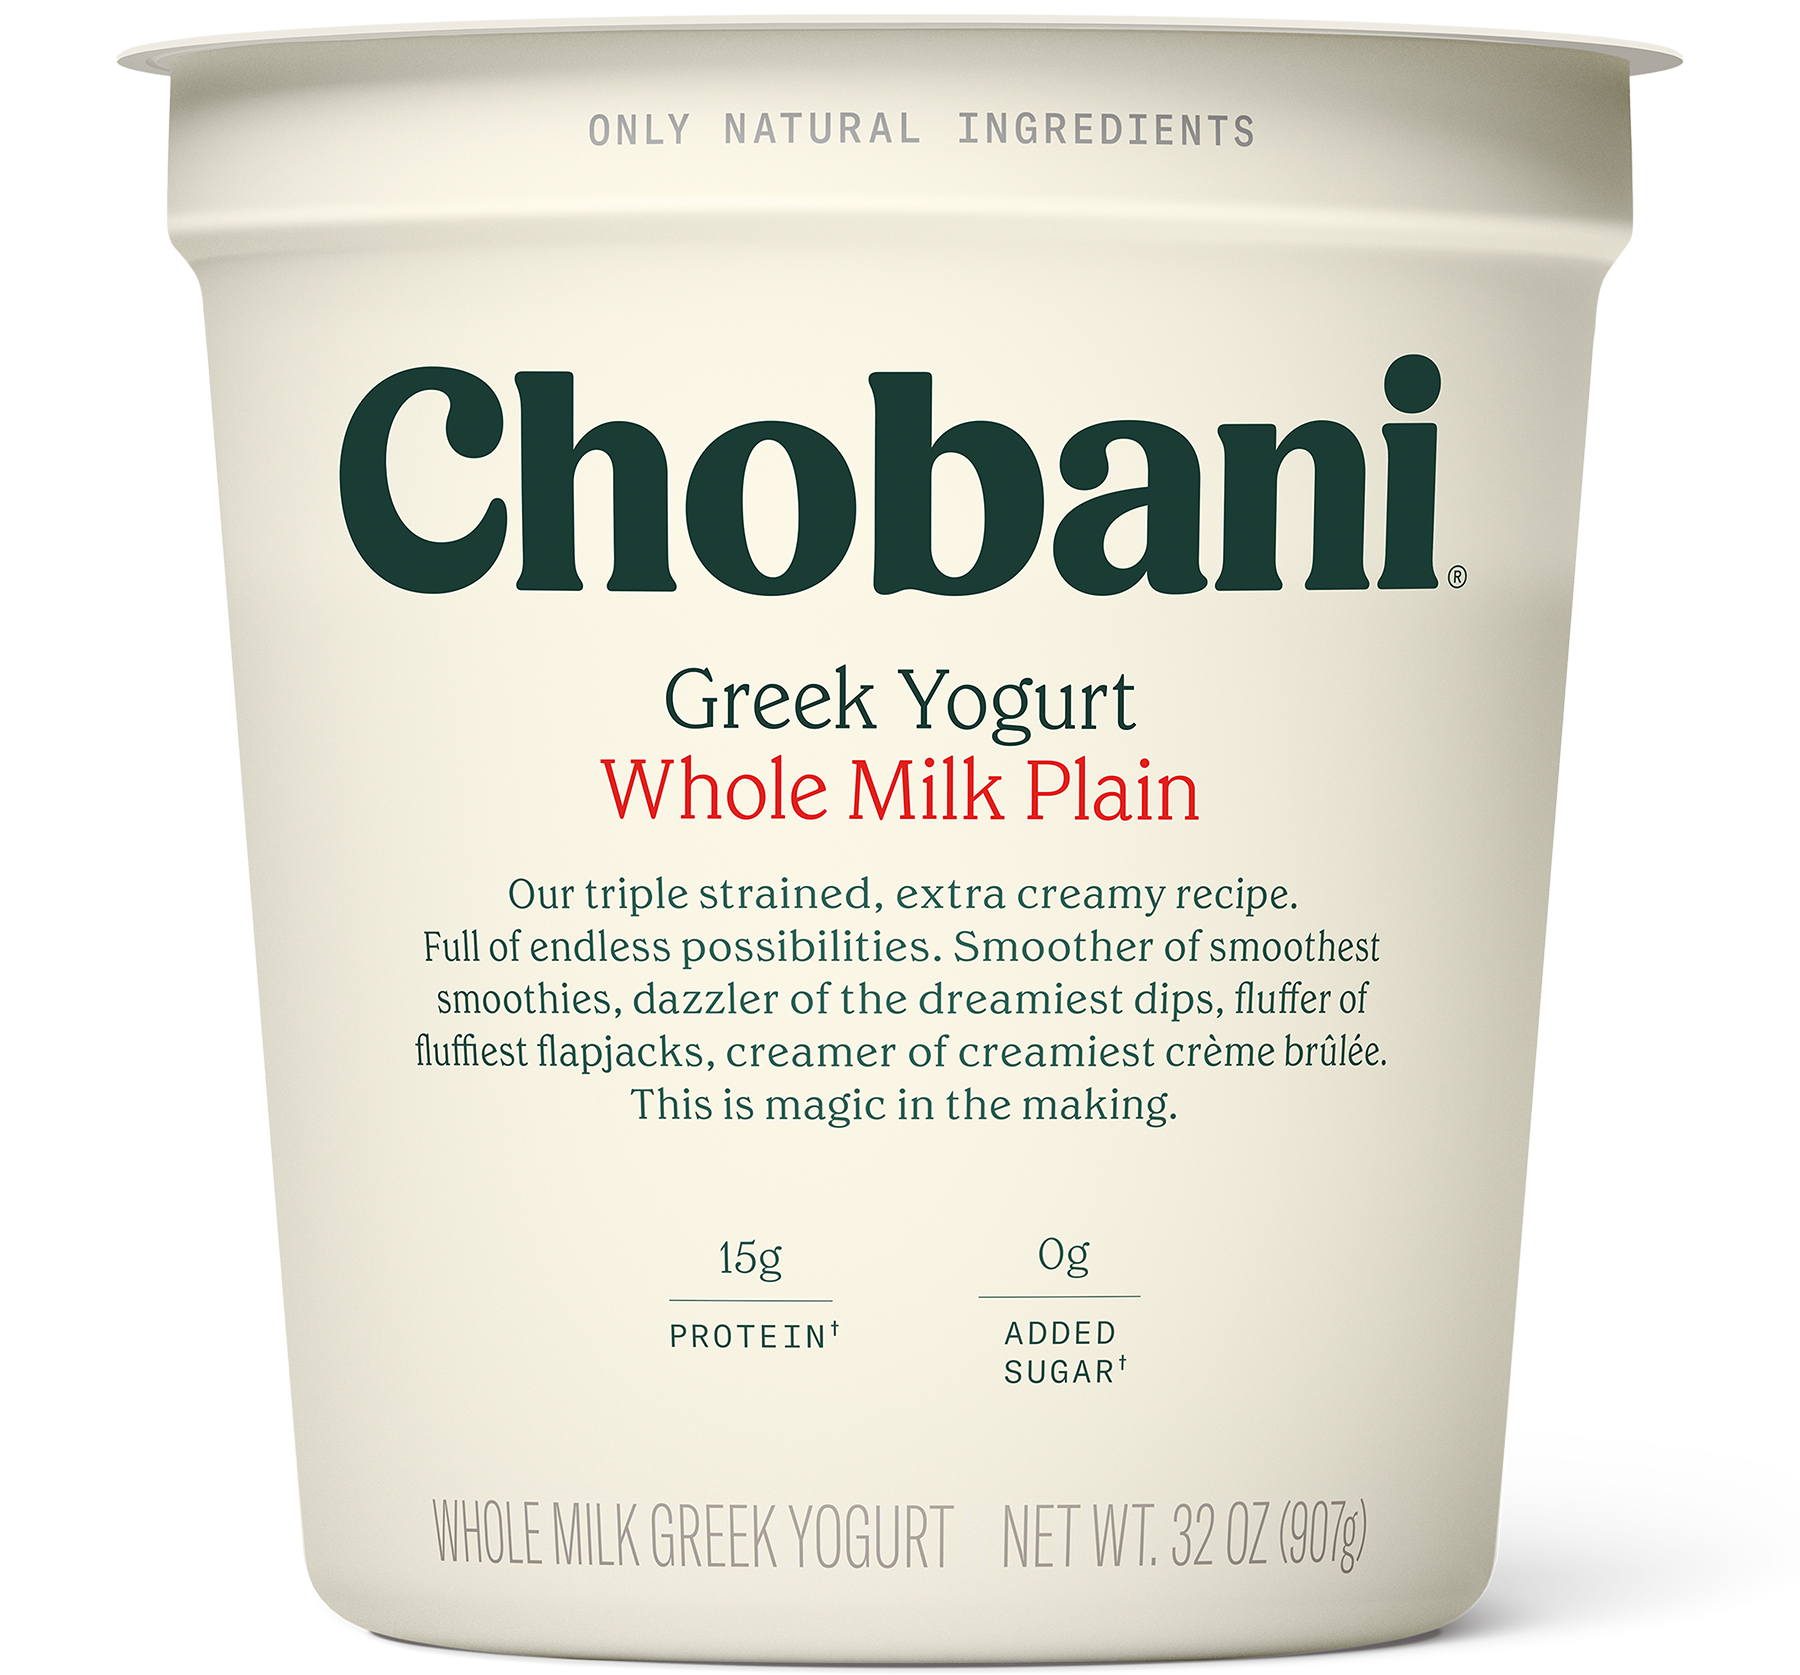 ONLY NATURAL INGREDIENTS
Chobani®
Greek Yogurt
Whole Milk Plain
Our triple strained, extra creamy recipe.
Full of endless possibilities. Smoother of smoothest
smoothies, dazzler of the dreamiest dips, fluffer of
fluffiest flapjacks, creamer of creamiest crème brûlée.
This is magic in the making.
15g
PROTEIN†
0g
ADDED
SUGAR†
WHOLE MILK GREEK YOGURT NET WT. 32 OZ (907g)